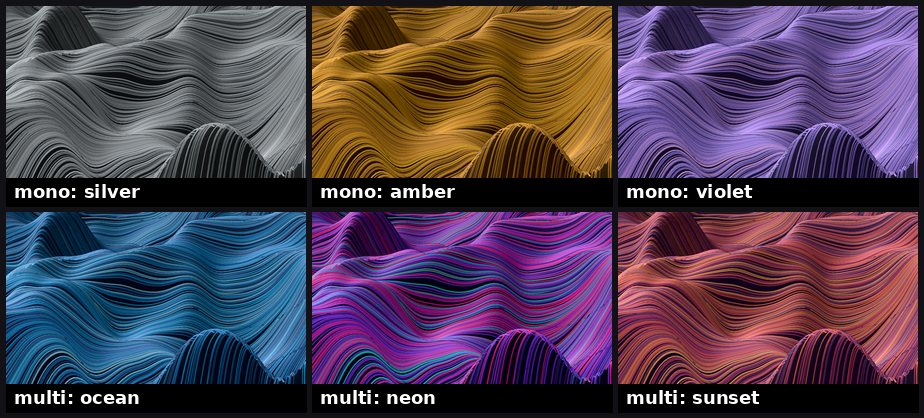 mono: silver
mono: amber
mono: violet
multi: ocean
multi: neon
multi: sunset